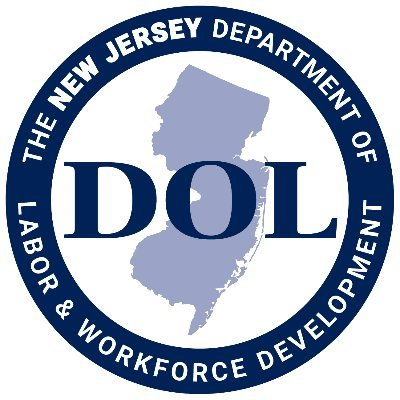 THE NEW JERSEY DEPARTMENT OF
DOL
LABOR & WORKFORCE DEVELOPMENT